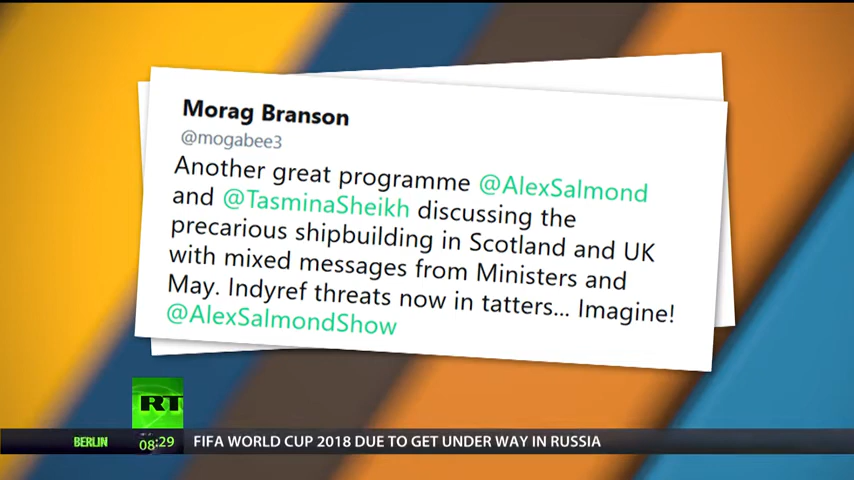 Morag Branson
@mogabee3
Another great programme @AlexSalmond
and @TasminaSheikh discussing the
precarious shipbuilding in Scotland and UK
with mixed messages from Ministers and
May. Indyref threats now in tatters... Imagine!
@AlexSalmondShow
RT
BERLIN 08:29 FIFA WORLD CUP 2018 DUE TO GET UNDER WAY IN RUSSIA